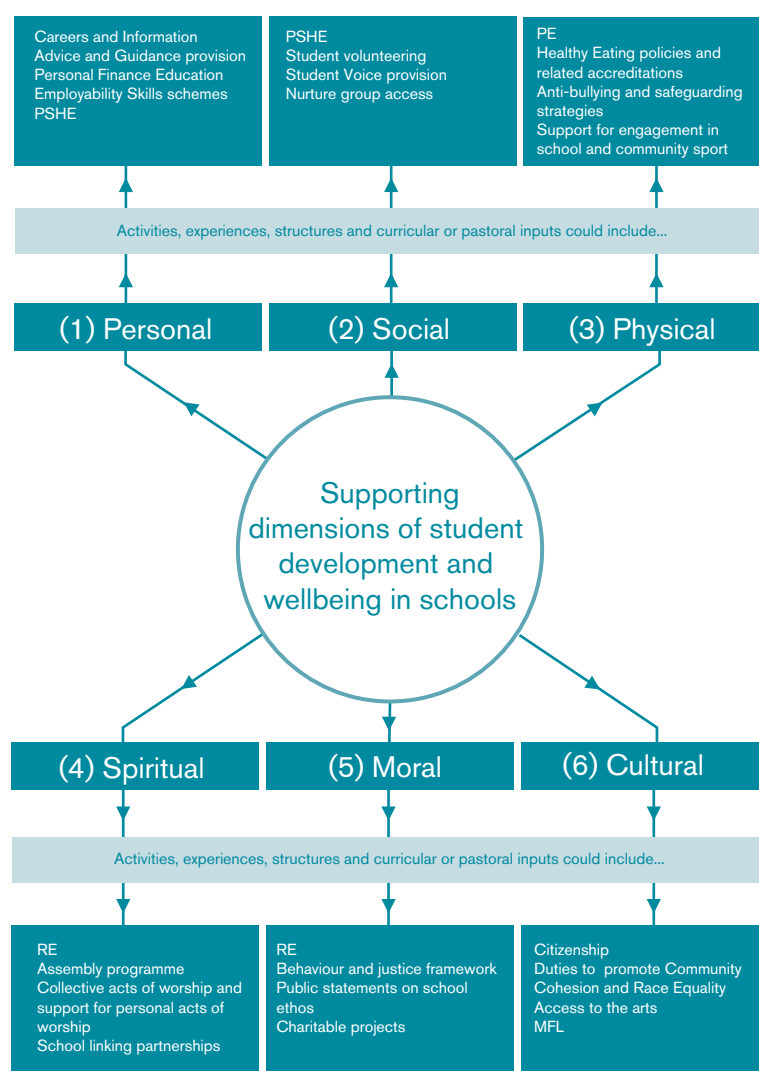 Careers and Information
Advice and Guidance provision
Personal Finance Education
Employability Skills schemes
PSHE
PSHE
Student volunteering
Student Voice provision
Nurture group access
PE
Healthy Eating policies and
related accreditations
Anti-bullying and safeguarding
strategies
Support for engagement in
school and community sport
Activities, experiences, structures and curricular or pastoral inputs could include...
(1) Personal
(2) Social
(3) Physical
Supporting
dimensions of student
development and
wellbeing in schools
(4) Spiritual
(5) Moral
(6) Cultural
Activities, experiences, structures and curricular or pastoral inputs could include...
RE
Assembly programme
Collective acts of worship and
support for personal acts of
worship
School linking partnerships
RE
Behaviour and justice framework
Public statements on school
ethos
Charitable projects
Citizenship
Duties to promote Community
Cohesion and Race Equality
Access to the arts
MFL